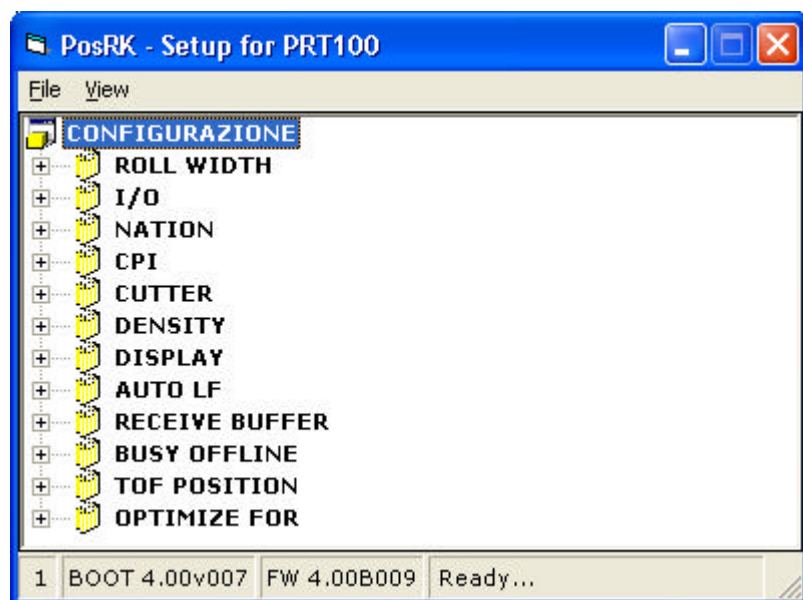 PosRK - Setup for PRT100
File View
CONFIGURAZIONE
ROLL WIDTH
I/O
NATION
CPI
CUTTER
DENSITY
DISPLAY
AUTO LF
RECEIVE BUFFER
BUSY OFFLINE
TOF POSITION
OPTIMIZE FOR
1 BOOT 4.00v007 FW 4.00B009 Ready...